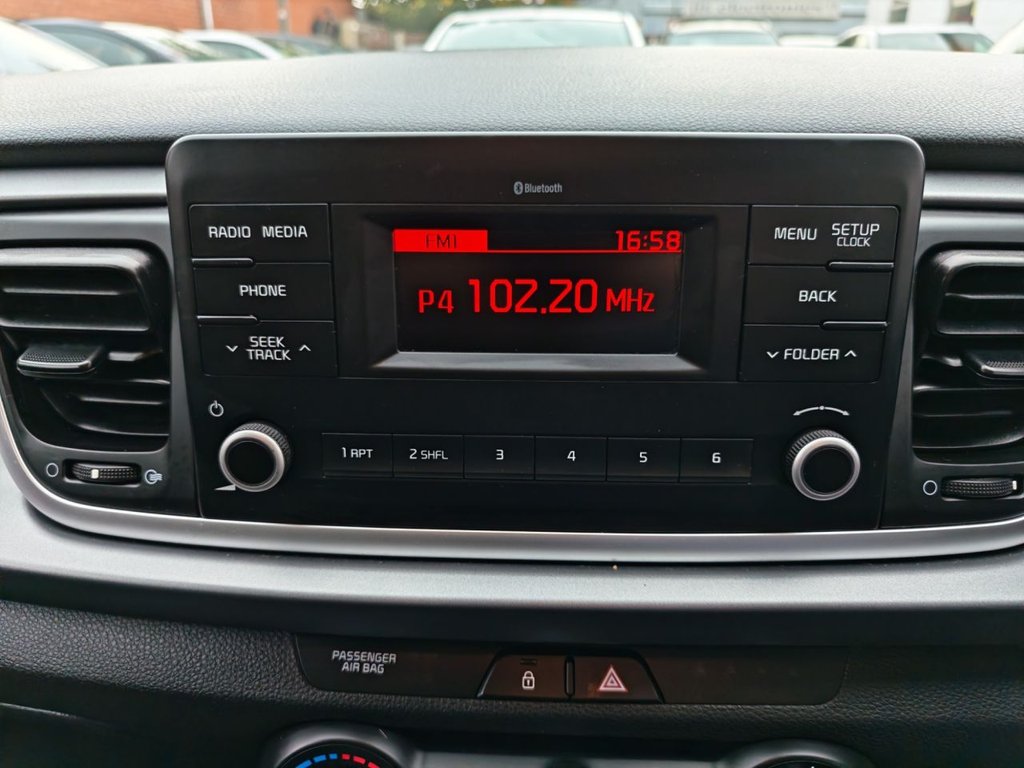 Bluetooth
RADIO MEDIA
PHONE
SEEK
TRACK
FM1 16:58
P4 102.20 MHz
MENU SETUP
CLOCK
BACK
FOLDER
1 RPT 2 SHFL 3 4 5 6
PASSENGER
AIR BAG